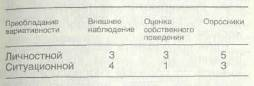 Преобладание вариативности Внешнее наблюдение Оценка собственного поведения Опросники
Личностной 3 3 5
Ситуационной 4 1 3